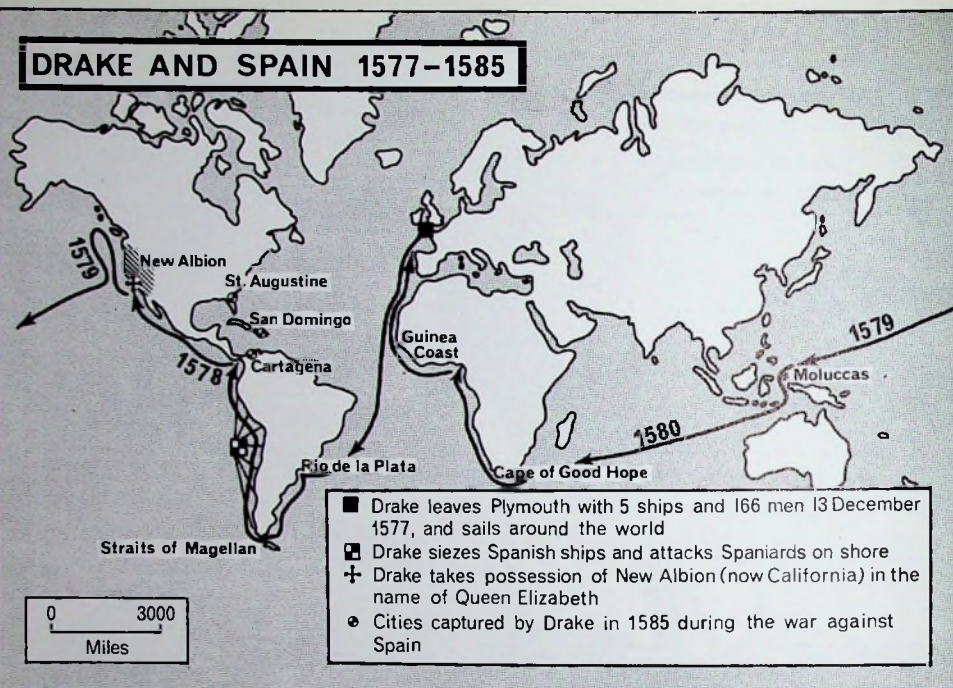 DRAKE AND SPAIN 1577–1585
1579
New Albion
St. Augustine
San Domingo
Cartagena
1578
Guinea
Coast
1579
Moluccas
1580
Rio de la Plata
Cape of Good Hope
Straits of Magellan
Drake leaves Plymouth with 5 ships and 166 men 13 December
1577, and sails around the world
Drake siezes Spanish ships and attacks Spaniards on shore
Drake takes possession of New Albion (now California) in the
name of Queen Elizabeth
Cities captured by Drake in 1585 during the war against
Spain
0 3000
Miles